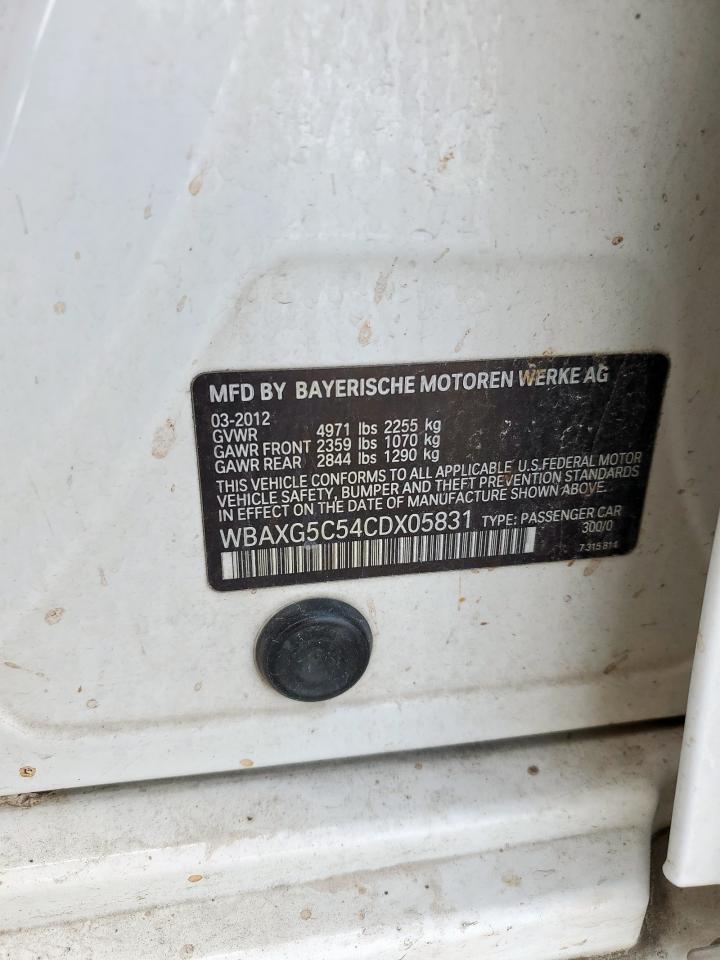 MFD BY BAYERISCHE MOTOREN WERKE AG
03-2012
GVWR 4971 lbs 2255 kg
GAWR FRONT 2359 lbs 1070 kg
GAWR REAR 2844 lbs 1290 kg
THIS VEHICLE CONFORMS TO ALL APPLICABLE U.S.FEDERAL MOTOR
VEHICLE SAFETY, BUMPER AND THEFT PREVENTION STANDARDS
IN EFFECT ON THE DATE OF MANUFACTURE SHOWN ABOVE.
WBAXG5C54CDX05831 TYPE: PASSENGER CAR
300/0
7 315 814